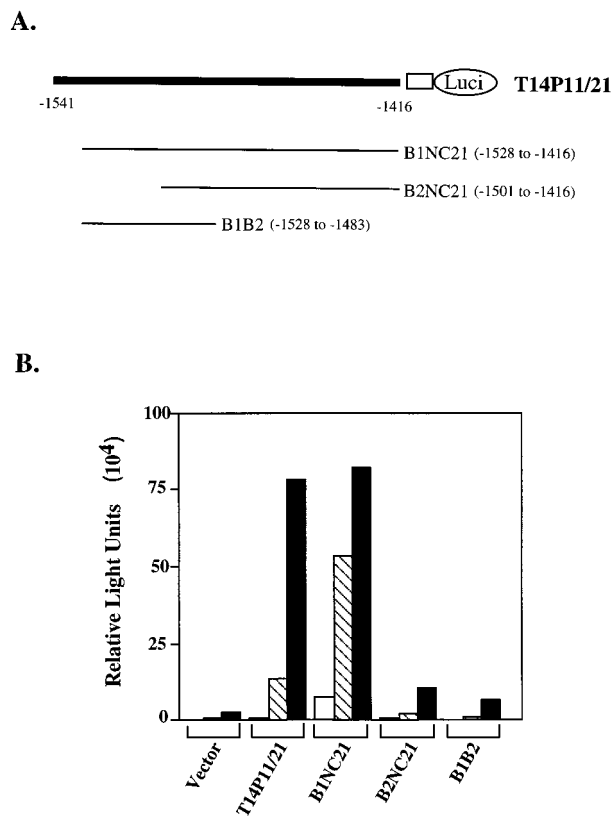 A.
Luci T14P11/21
-1541 -1416
B1NC21 (-1528 to -1416)
B2NC21 (-1501 to -1416)
B1B2 (-1528 to -1483)
B.
Relative Light Units (10⁴)
100
75
50
25
0
Vector
T14P11/21
B1NC21
B2NC21
B1B2